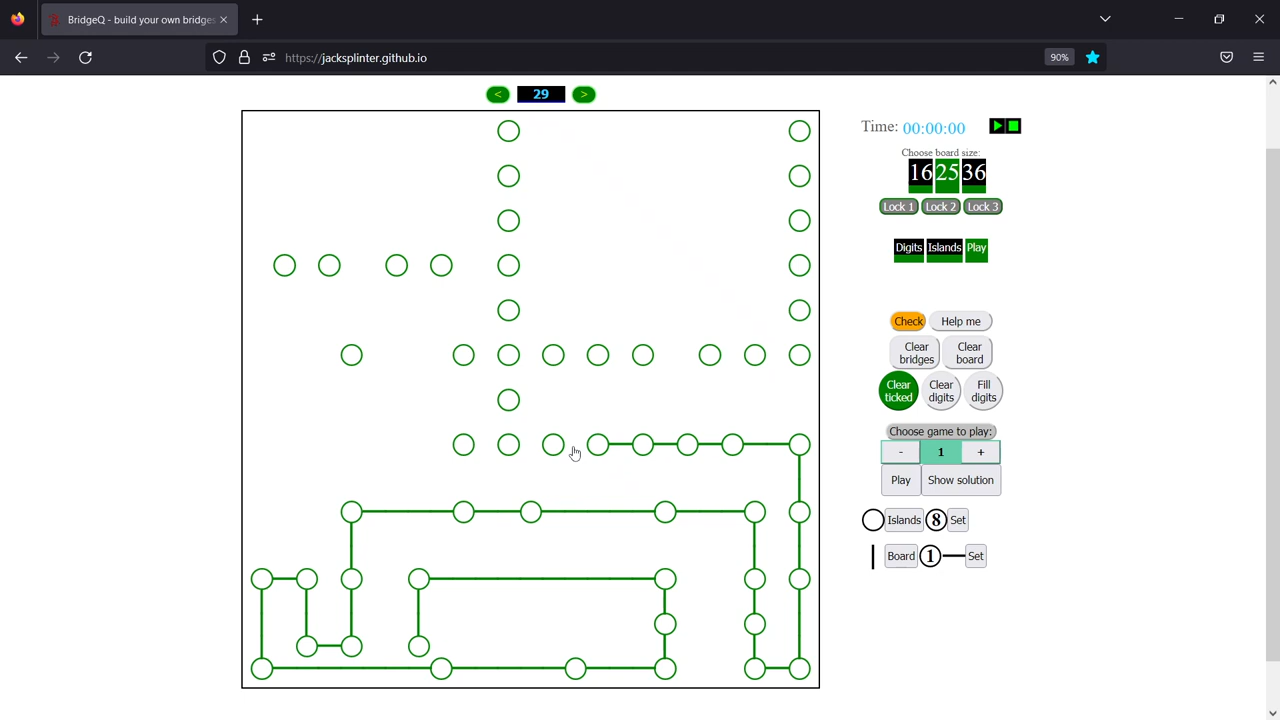 BridgeQ - build your own bridges
https://jacksplinter.github.io
90%
< 29 >
Time: 00:00:00
Choose board size:
16 25 36
Lock 1 Lock 2 Lock 3
Digits Islands Play
Check Help me
Clear bridges Clear board
Clear ticked Clear digits Fill digits
Choose game to play:
- 1 +
Play Show solution
Islands 8 Set
Board 1 Set